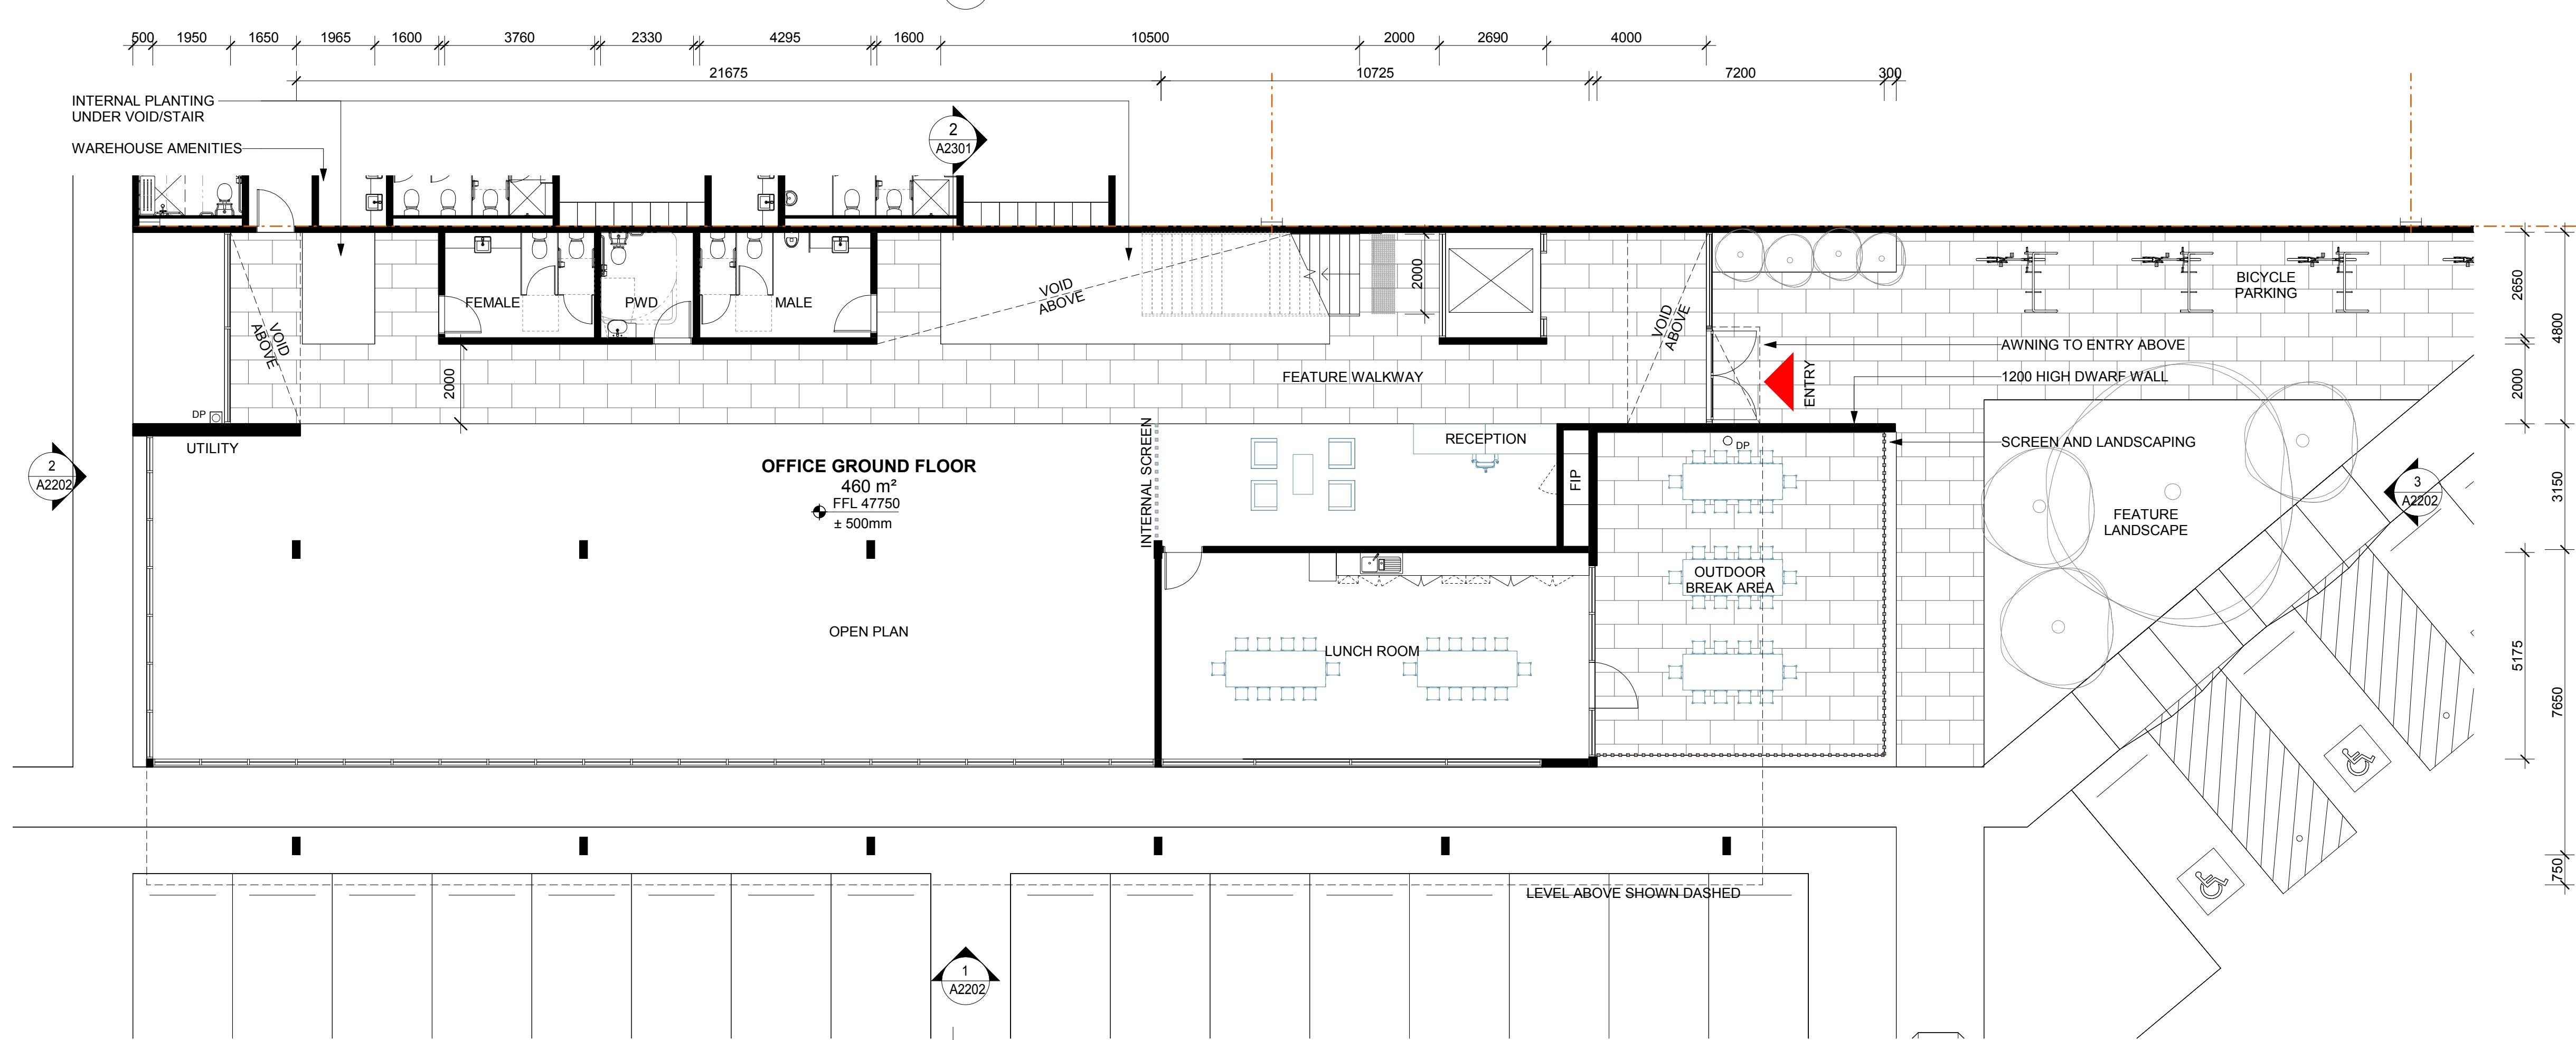 500 1950 1650 1965 1600 3760 2330 4295 1600 10500 2000 2690 4000
21675 10725 7200 300
INTERNAL PLANTING
UNDER VOID/STAIR
WAREHOUSE AMENITIES
2
A2301
FEMALE
PWD
MALE
VOID
ABOVE
VOID
ABOVE
2000
VOID
ABOVE
2000
BICYCLE
PARKING
AWNING TO ENTRY ABOVE
1200 HIGH DWARF WALL
ENTRY
FEATURE WALKWAY
2650
4800
2000
DP
UTILITY
2
A2202
OFFICE GROUND FLOOR
460 m²
FFL 47750
± 500mm
INTERNAL SCREEN
RECEPTION
FIP
DP
SCREEN AND LANDSCAPING
3
A2202
FEATURE
LANDSCAPE
3150
OUTDOOR
BREAK AREA
OPEN PLAN
LUNCH ROOM
5175
7650
750
LEVEL ABOVE SHOWN DASHED
1
A2202